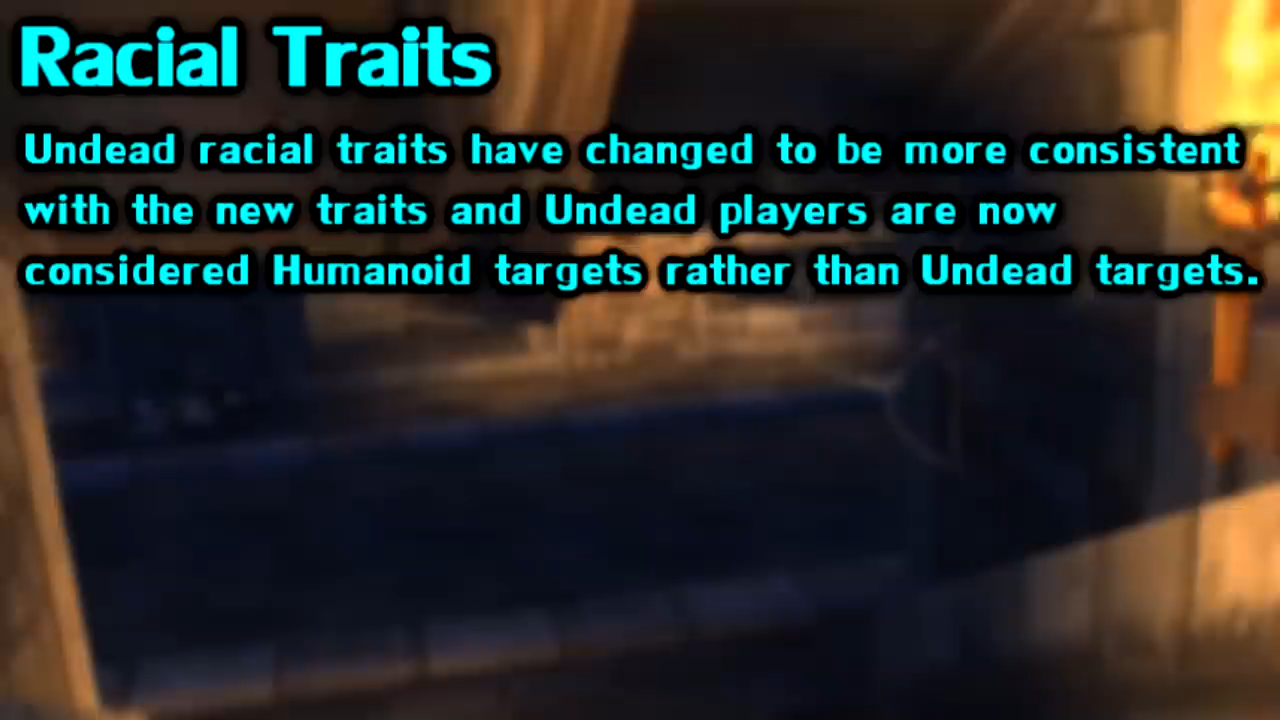 Racial Traits
Undead racial traits have changed to be more consistent
with the new traits and Undead players are now
considered Humanoid targets rather than Undead targets.